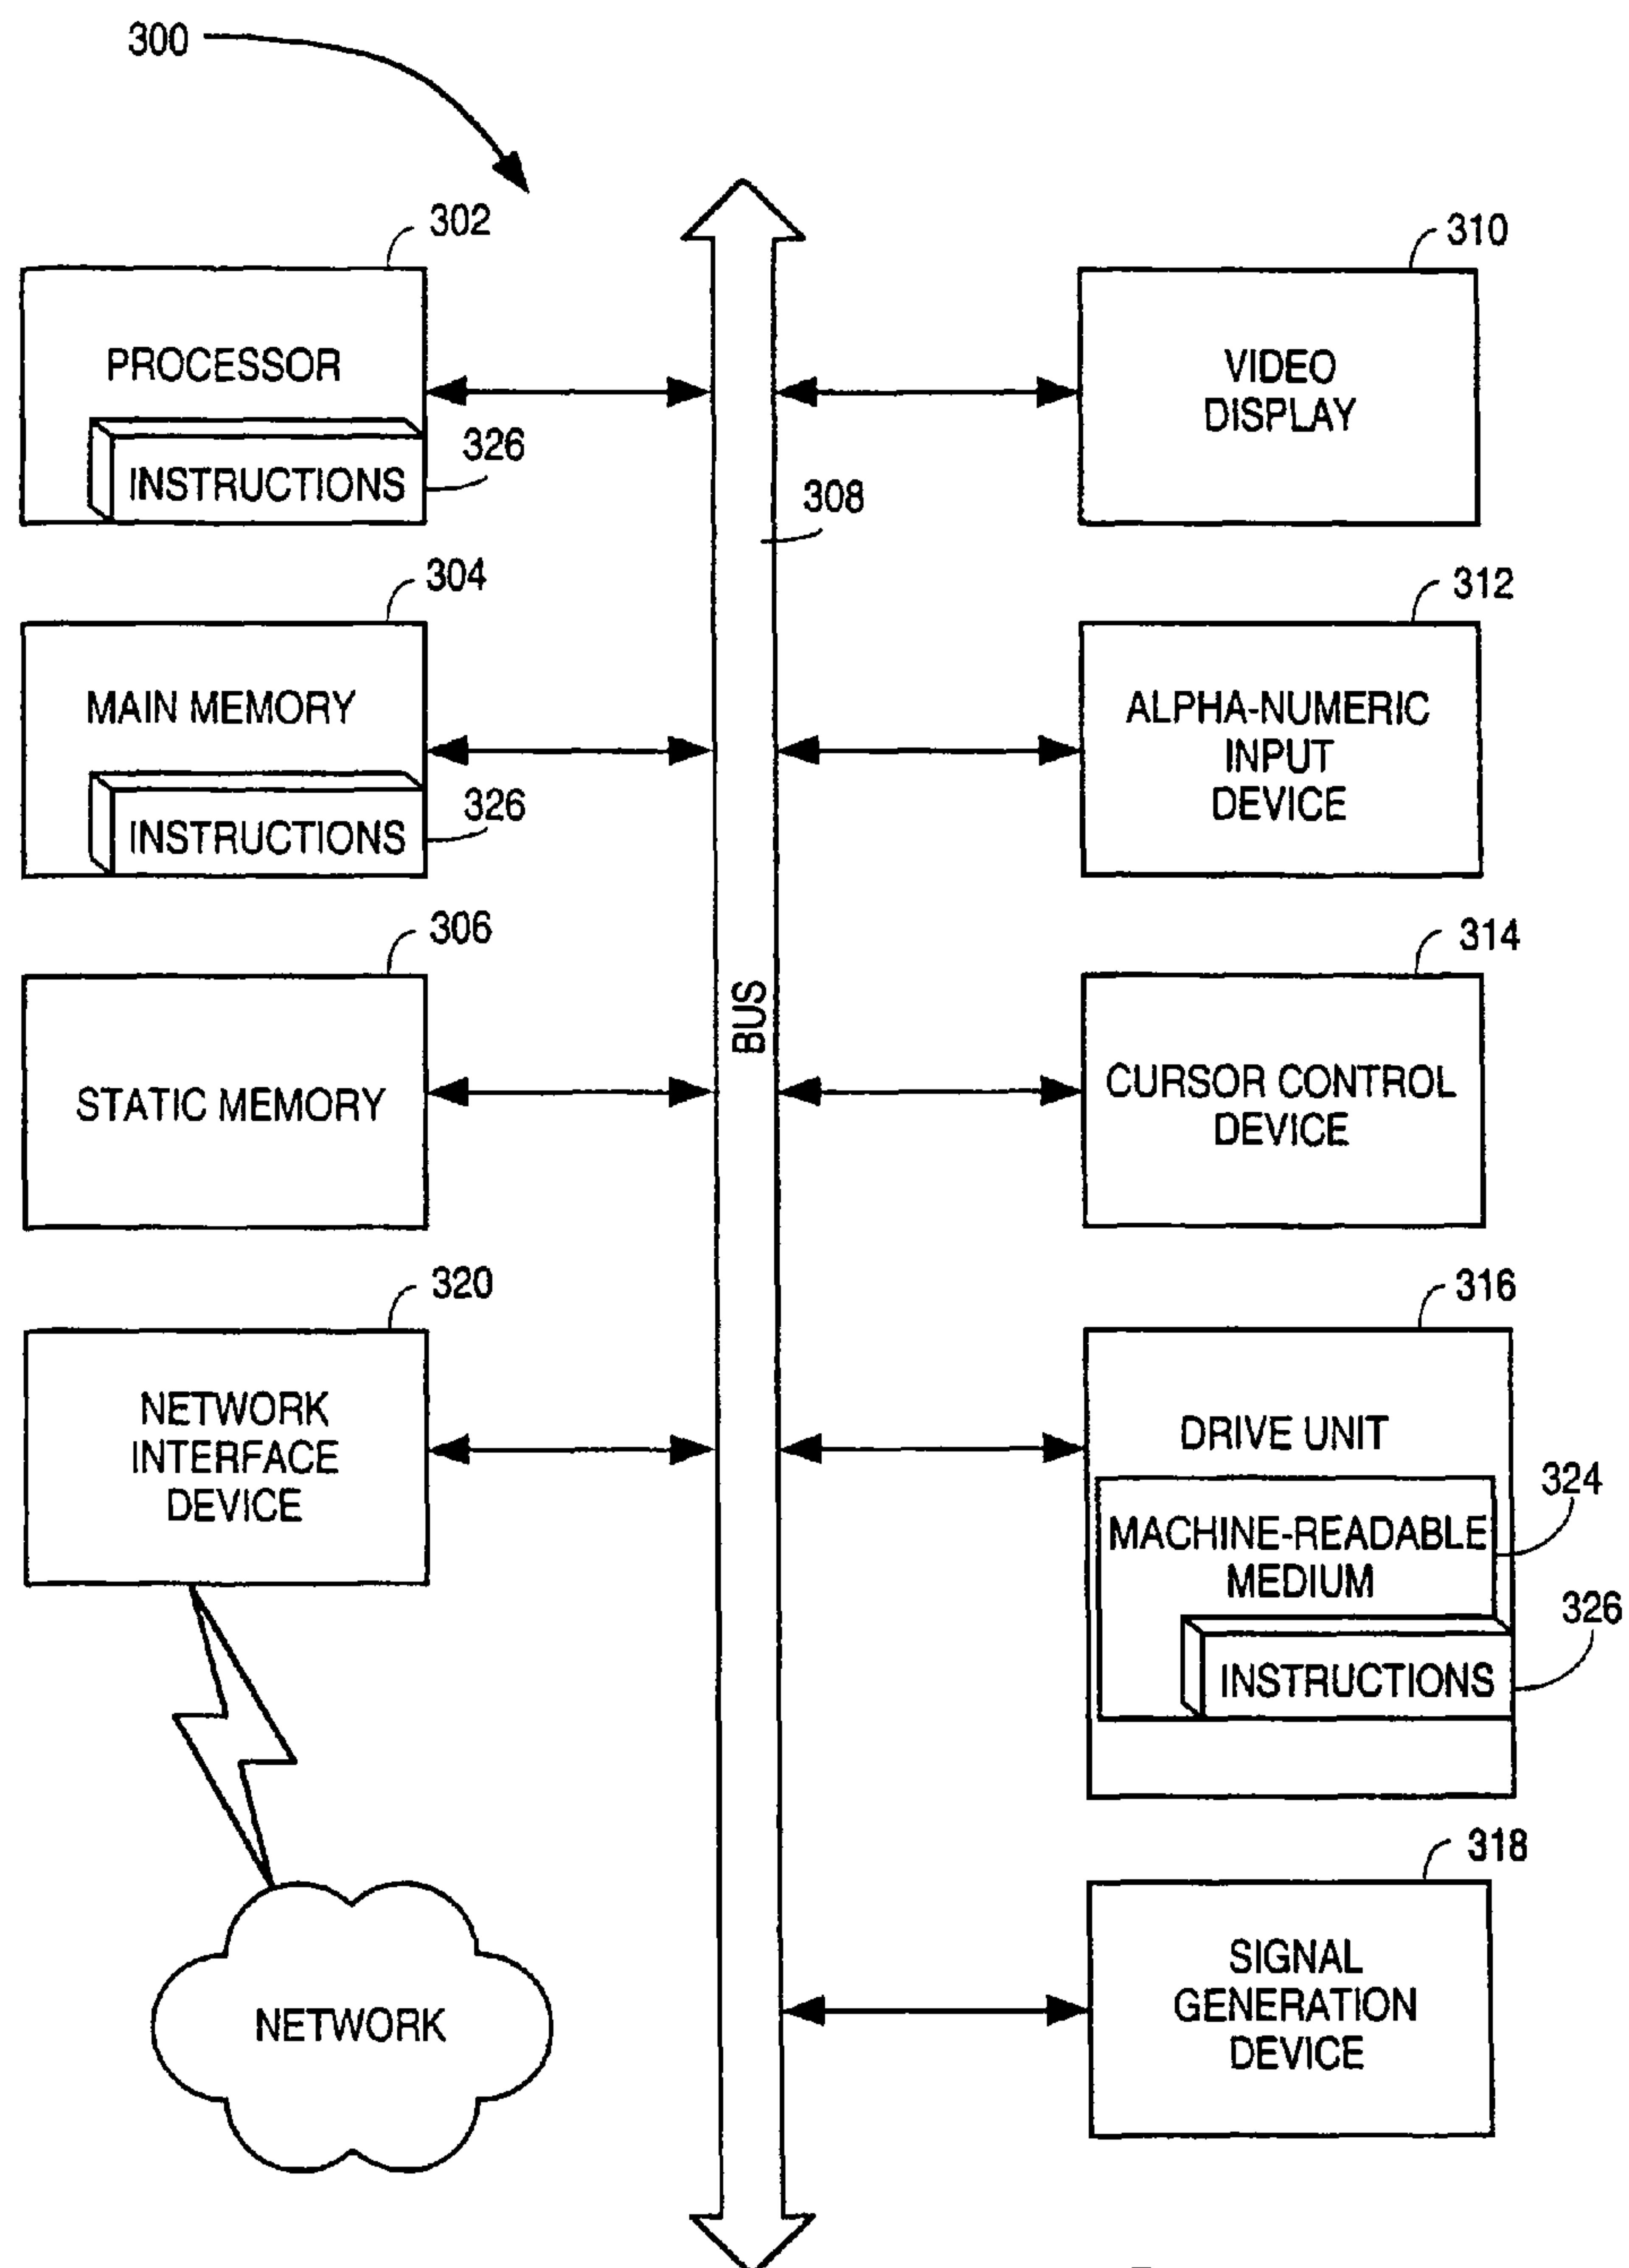 300
302
PROCESSOR
326
INSTRUCTIONS
304
MAIN MEMORY
326
INSTRUCTIONS
306
STATIC MEMORY
320
NETWORK
INTERFACE
DEVICE
NETWORK
308
BUS
310
VIDEO
DISPLAY
312
ALPHA-NUMERIC
INPUT
DEVICE
314
CURSOR CONTROL
DEVICE
316
DRIVE UNIT
324
MACHINE-READABLE
MEDIUM
326
INSTRUCTIONS
318
SIGNAL
GENERATION
DEVICE